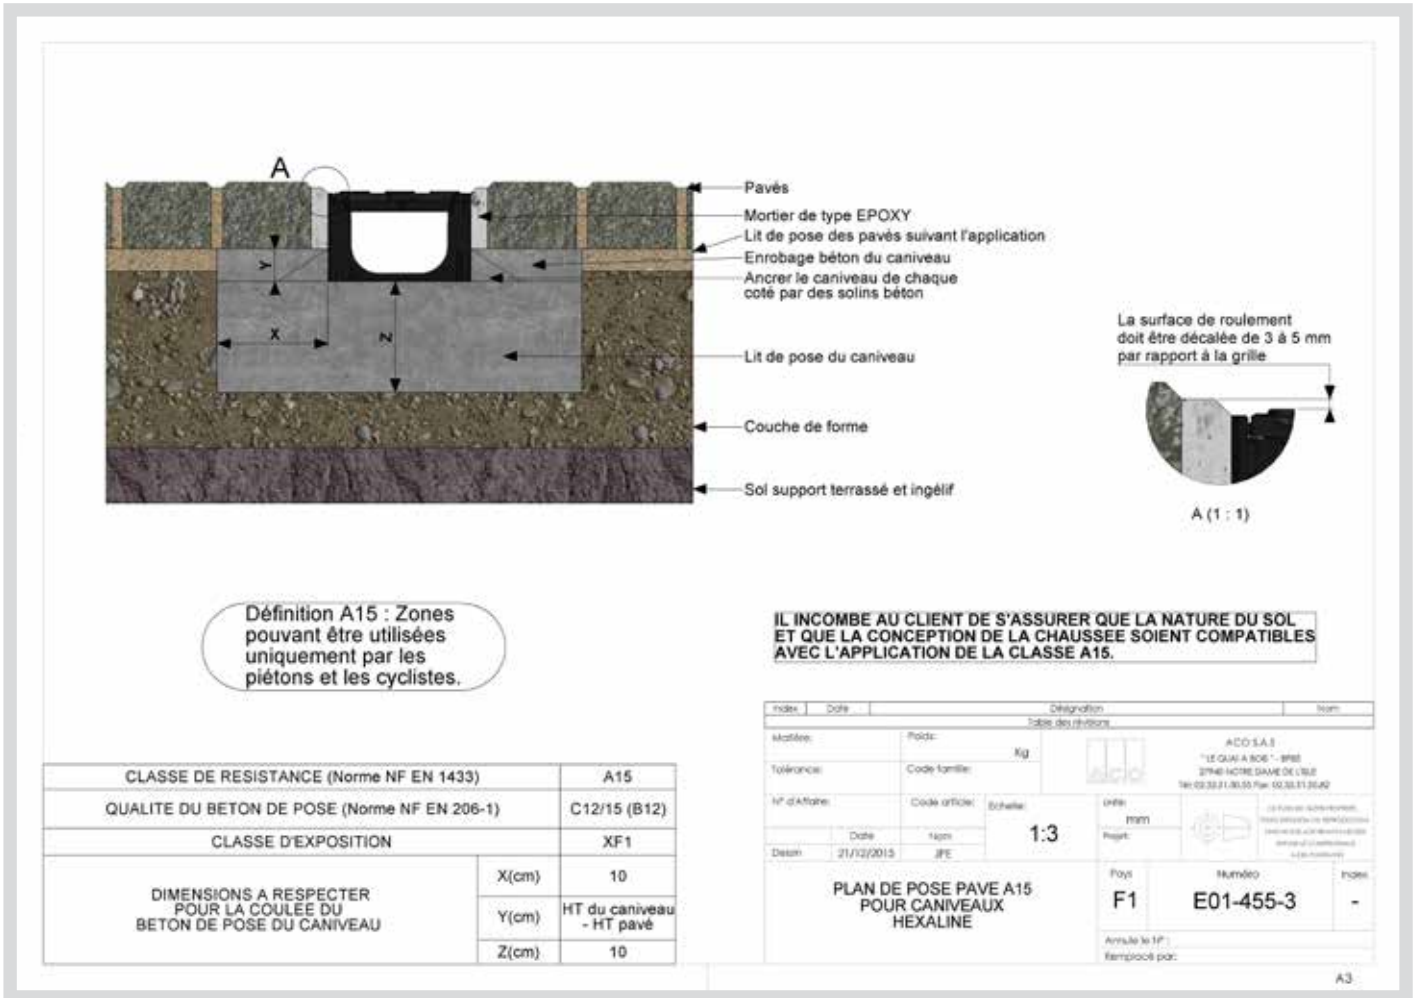 A
Pavés
Mortier de type EPOXY
Lit de pose des pavés suivant l'application
Enrobage béton du caniveau
Ancrer le caniveau de chaque
coté par des solins béton
Y
X
Z
Lit de pose du caniveau
Couche de forme
Sol support terrassé et ingélif
La surface de roulement
doit être décalée de 3 à 5 mm
par rapport à la grille
A (1 : 1)
Définition A15 : Zones
pouvant être utilisées
uniquement par les
piétons et les cyclistes.
IL INCOMBE AU CLIENT DE S'ASSURER QUE LA NATURE DU SOL
ET QUE LA CONCEPTION DE LA CHAUSSEE SOIENT COMPATIBLES
AVEC L'APPLICATION DE LA CLASSE A15.
CLASSE DE RESISTANCE (Norme NF EN 1433) A15
QUALITE DU BETON DE POSE (Norme NF EN 206-1) C12/15 (B12)
CLASSE D'EXPOSITION XF1
DIMENSIONS A RESPECTER
POUR LA COULEE DU
BETON DE POSE DU CANIVEAU
X(cm) 10
Y(cm) HT du caniveau
- HT pavé
Z(cm) 10
Index Date Désignation Nom
Table des révisions
Matière: Poids: Kg
Tolérance: Code famille:
N° d'Affaire: Code article: Echelle: 1:3
Date Nom
Dessin 21/12/2015 JPE
ACO
ACO S.A.S
27940 NOTRE DAME DE L'ISLE
Unité: mm
Projet:
PLAN DE POSE PAVE A15
POUR CANIVEAUX
HEXALINE
Pays Numéro Index
F1 E01-455-3 -
Annule le N° :
Remplacé par:
A3